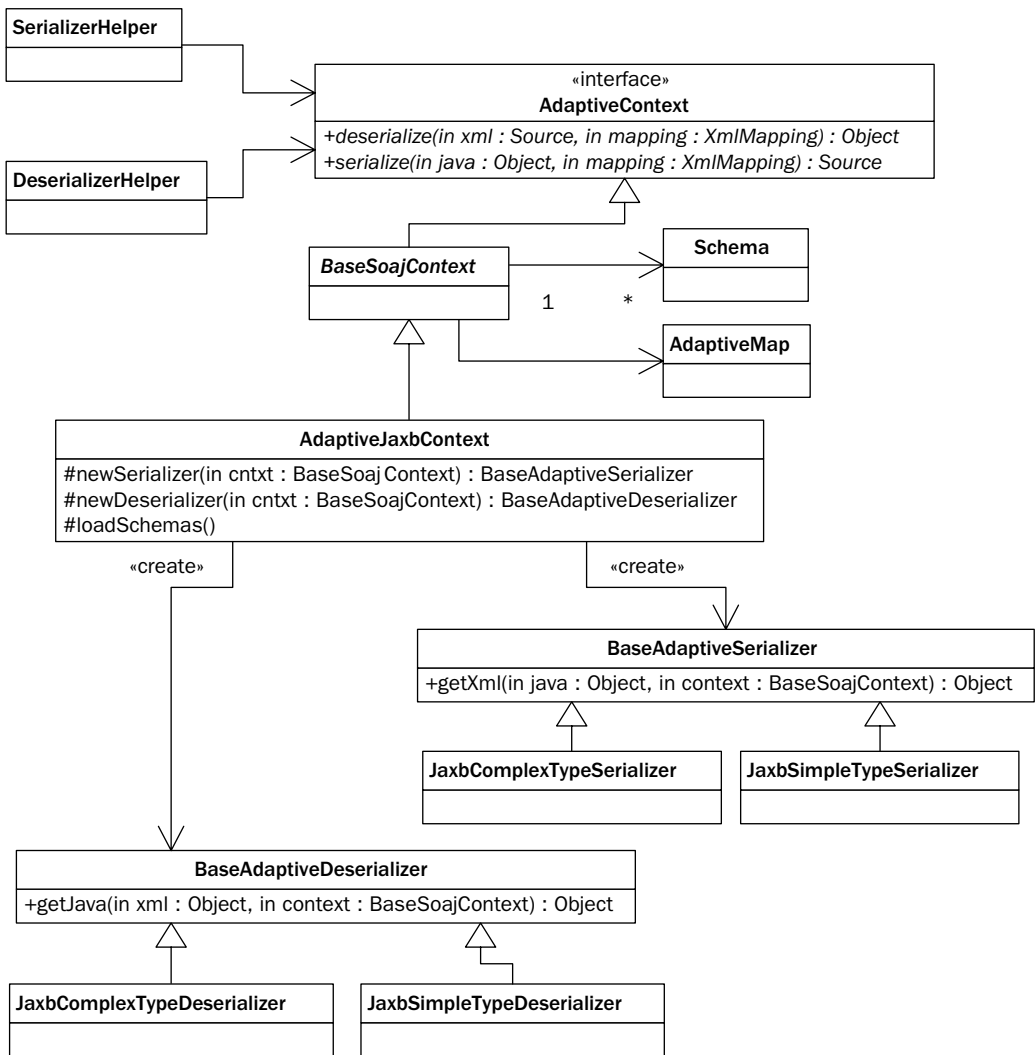 SerializerHelper
«interface»
AdaptiveContext
+deserialize(in xml : Source, in mapping : XmlMapping) : Object
+serialize(in java : Object, in mapping : XmlMapping) : Source
DeserializerHelper
BaseSoajContext
Schema
1 *
AdaptiveMap
AdaptiveJaxbContext
#newSerializer(in cntxt : BaseSoaj Context) : BaseAdaptiveSerializer
#newDeserializer(in cntxt : BaseSoajContext) : BaseAdaptiveDeserializer
#loadSchemas()
«create» «create»
BaseAdaptiveSerializer
+getXml(in java : Object, in context : BaseSoajContext) : Object
JaxbComplexTypeSerializer JaxbSimpleTypeSerializer
BaseAdaptiveDeserializer
+getJava(in xml : Object, in context : BaseSoajContext) : Object
JaxbComplexTypeDeserializer JaxbSimpleTypeDeserializer